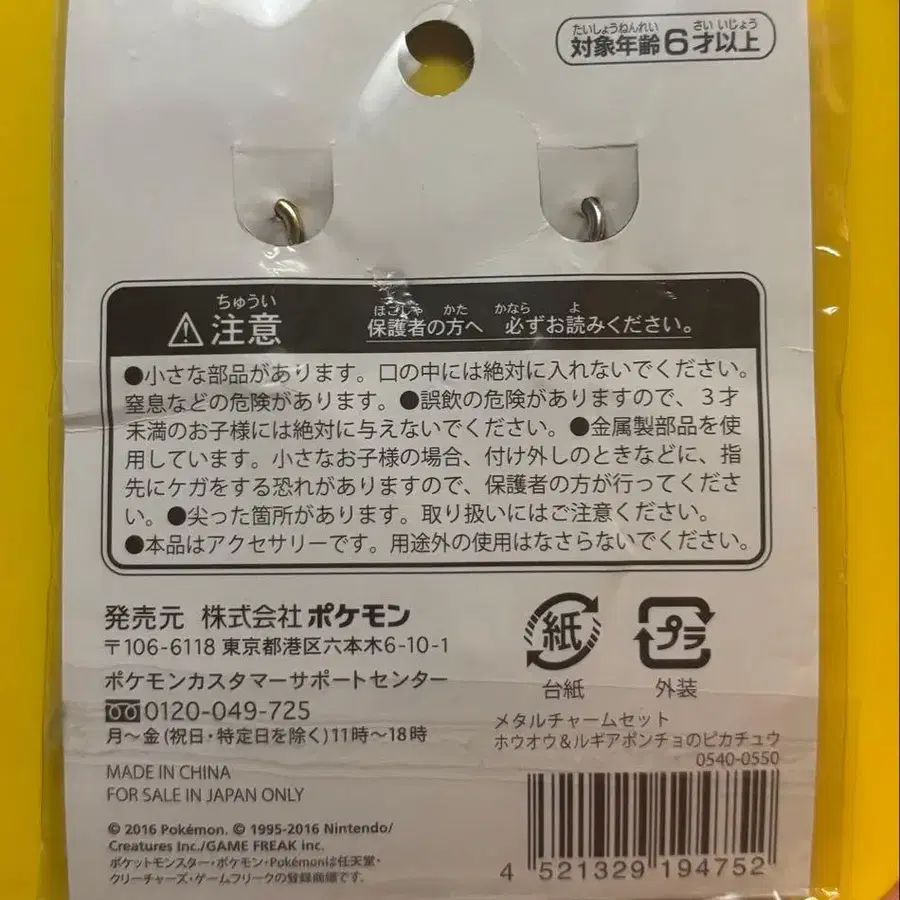 たいしょうねんれい さい いじょう
対象年齢6才以上
ちゅうい
注意
ほごしゃ かた かなら よ
保護者の方へ 必ずお読みください。
●小さな部品があります。口の中には絶対に入れないでください。
窒息などの危険があります。●誤飲の危険がありますので、3才
未満のお子様には絶対に与えないでください。●金属製部品を使
用しています。小さなお子様の場合、付け外しのときなどに、指
先にケガをする恐れがありますので、保護者の方が行ってくださ
い。●尖った箇所があります。取り扱いにはご注意ください。
●本品はアクセサリーです。用途外の使用はなさらないでください。
発売元 株式会社ポケモン
〒106-6118 東京都港区六本木6-10-1
ポケモンカスタマーサポートセンター
0120-049-725
月~金(祝日・特定日を除く)11時~18時
MADE IN CHINA
FOR SALE IN JAPAN ONLY
© 2016 Pokémon. © 1995-2016 Nintendo/
Creatures Inc./GAME FREAK inc.
ポケットモンスター・ポケモン・Pokémonは任天堂・
クリーチャーズ・ゲームフリークの登録商標です。
紙
台紙
プラ
外装
メタルチャームセット
ホウオウ&ルギアポンチョのピカチュウ
0540-0550
4 521329 194752